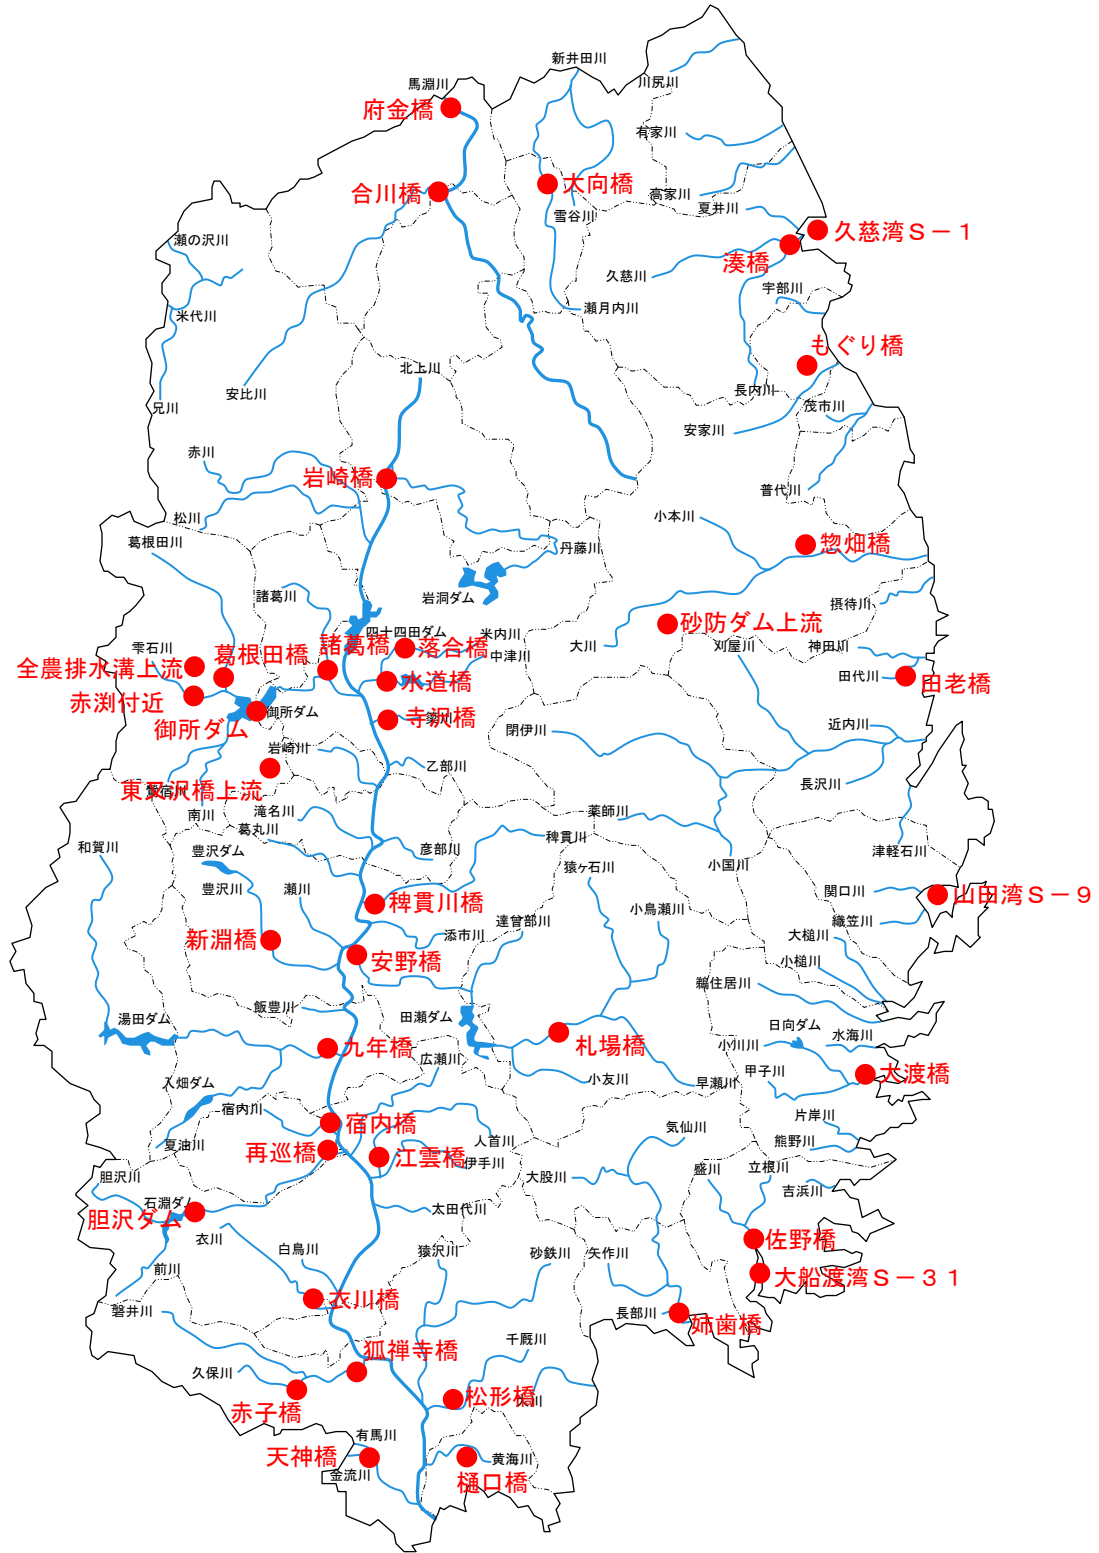 新井田川
川尻川
馬淵川
府金橋
有家川
合川橋
大向橋
高家川
夏井川
雪谷川
久慈湾Ｓ－１
瀬の沢川
湊橋
久慈川
宇部川
米代川
瀬月内川
もぐり橋
北上川
安比川
長内川
兄川
茂市川
安家川
赤川
岩崎橋
普代川
松川
小本川
葛根田川
惣畑橋
丹藤川
諸葛川
岩洞ダム
摂待川
砂防ダム上流
四十四田ダム
米内川
雫石川
諸葛橋
落合橋
大川
刈屋川
神田川
葛根田橋
中津川
全農排水溝上流
水道橋
田代川
田老橋
赤渕付近
御所ダム
寺沢橋
御所ダム
近内川
閉伊川
岩崎川
乙部川
東又沢橋上流
長沢川
南川
滝名川
薬師川
葛丸川
稗貫川
和賀川
豊沢ダム
彦部川
津軽石川
猿ヶ石川
小国川
豊沢川
瀬川
関口川
山田湾Ｓ－９
稗貫川橋
小烏瀬川
達曽部川
織笠川
新淵橋
添市川
大槌川
安野橋
小槌川
鵜住居川
飯豊川
湯田ダム
田瀬ダム
日向ダム
九年橋
札場橋
小川川
水海川
広瀬川
甲子川
大渡橋
入畑ダム
小友川
早瀬川
宿内川
宿内橋
片岸川
夏油川
再巡橋
人首川
気仙川
熊野川
江雲橋
伊手川
胆沢川
大股川
盛川
立根川
吉浜川
石淵ダム
胆沢ダム
太田代川
衣川
佐野橋
白鳥川
猿沢川
砂鉄川
矢作川
前川
大船渡湾Ｓ－３１
衣川橋
磐井川
長部川
姉歯橋
狐禅寺橋
千厩川
久保川
赤子橋
松形橋
有馬川
天神橋
黄海川
金流川
樋口橋